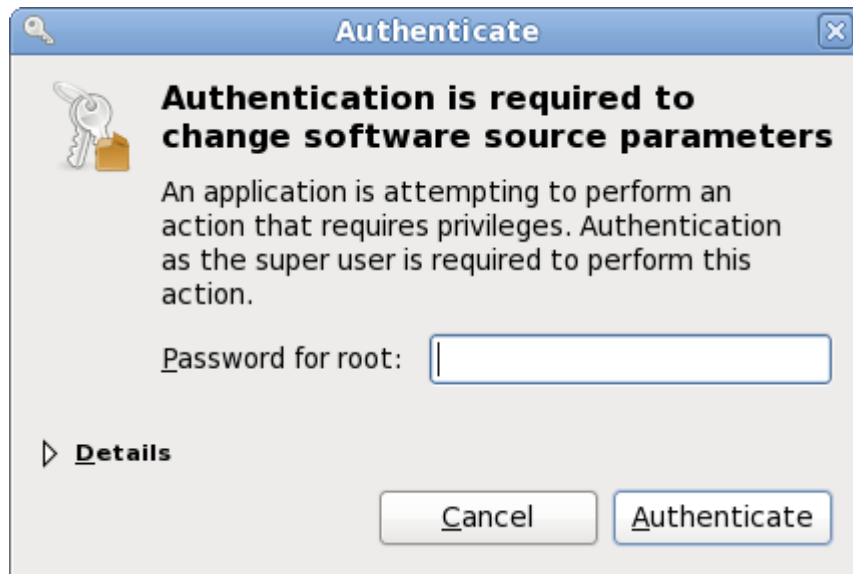 Authenticate
Authentication is required to
change software source parameters
An application is attempting to perform an
action that requires privileges. Authentication
as the super user is required to perform this
action.
Password for root:
Details
Cancel Authenticate